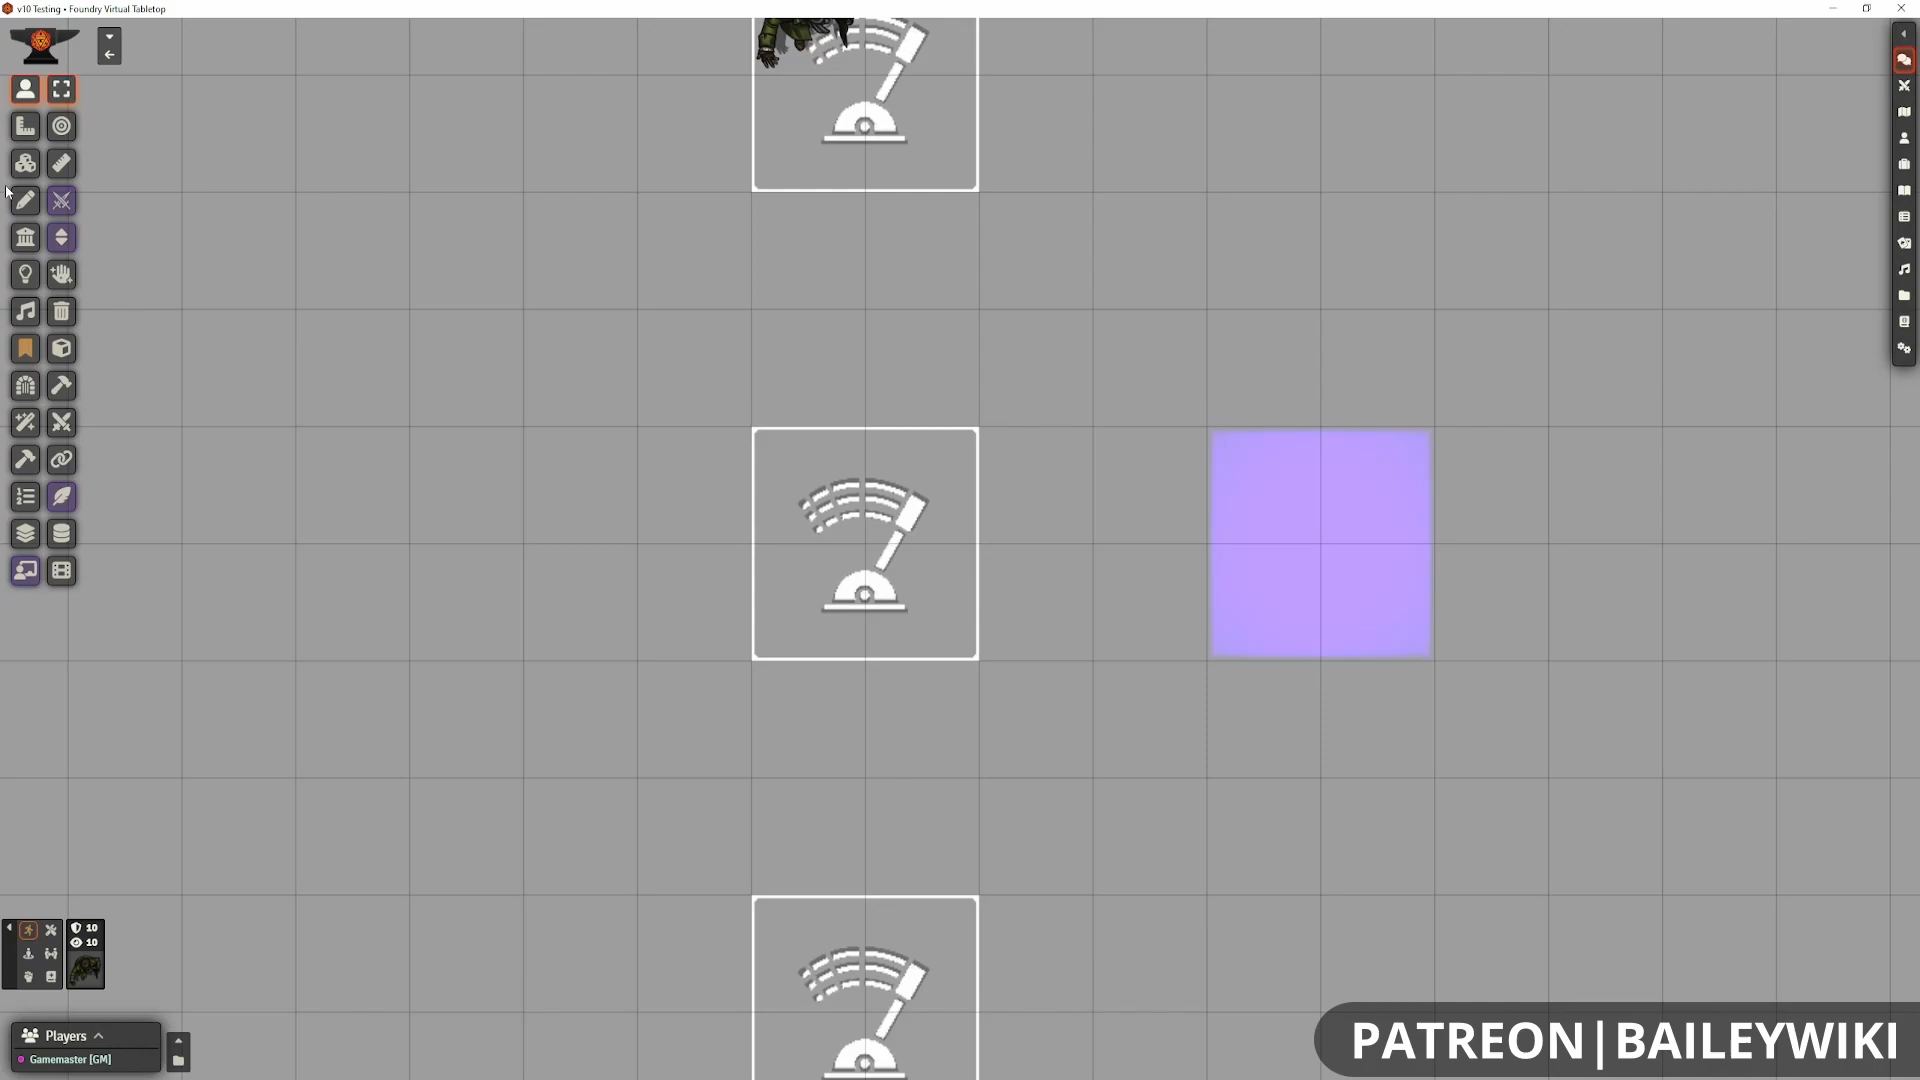 v10 Testing • Foundry Virtual Tabletop
10
10
Players
Gamemaster [GM]
PATREON|BAILEYWIKI